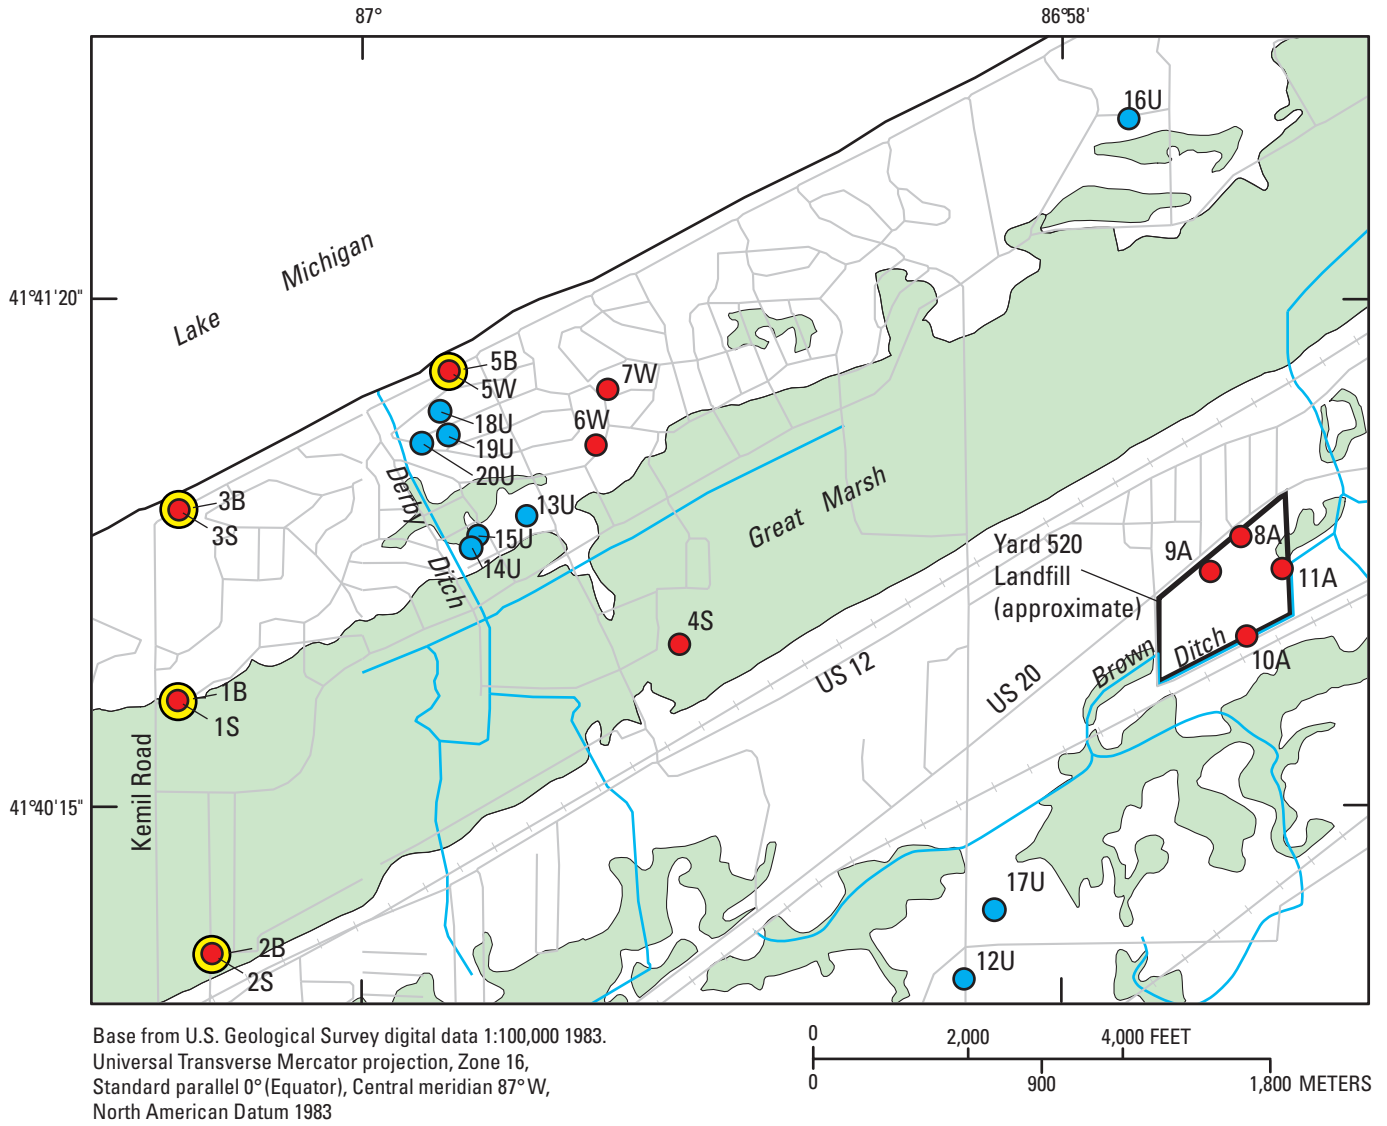 87°
86°58'
16U
Lake Michigan
41°41'20"
5B
5W
7W
18U
6W
19U
20U
3B
3S
Derby Ditch
13U
15U
14U
Great Marsh
Yard 520
Landfill
(approximate)
9A
8A
11A
4S
10A
Brown Ditch
US 12
US 20
1B
1S
Kemil Road
41°40'15"
17U
2B
2S
12U
Base from U.S. Geological Survey digital data 1:100,000 1983.
Universal Transverse Mercator projection, Zone 16,
Standard parallel 0° (Equator), Central meridian 87° W,
North American Datum 1983
0 2,000 4,000 FEET
0 900 1,800 METERS